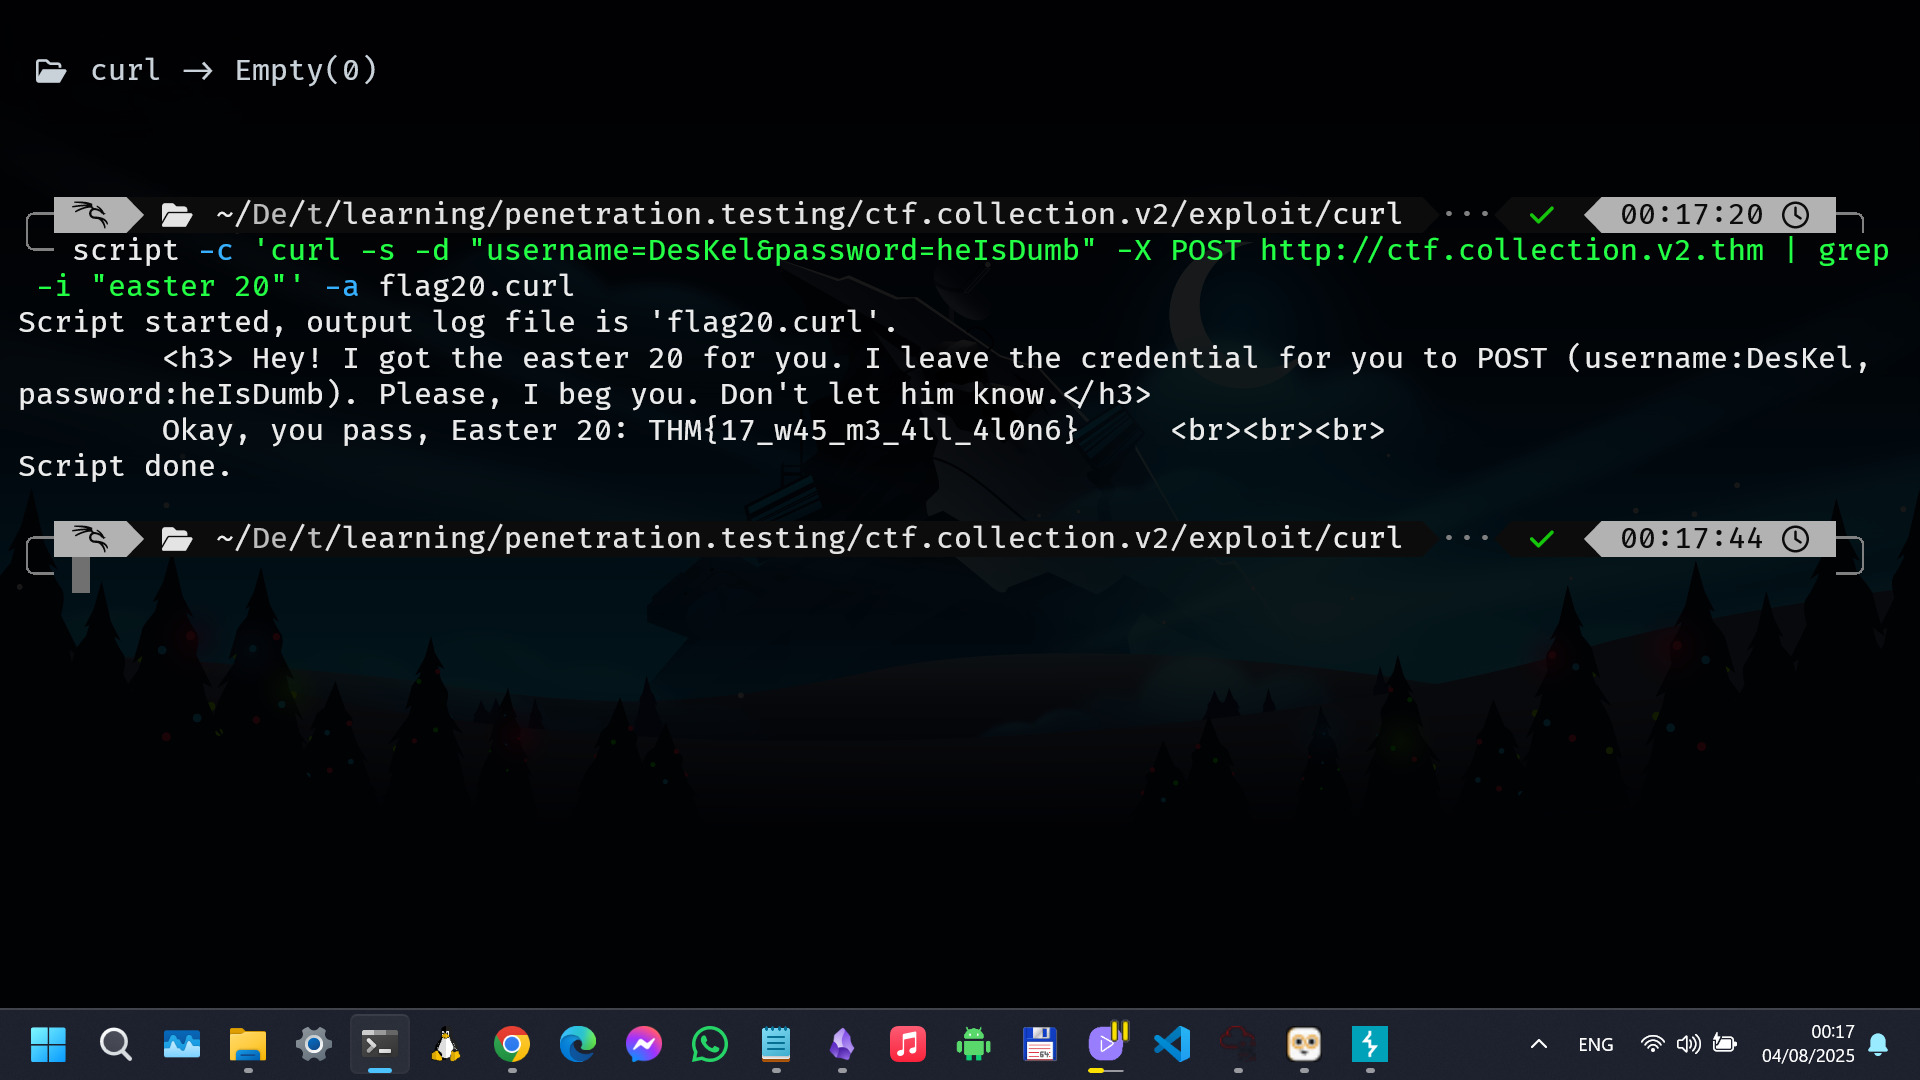 curl → Empty(0)
~/De/t/learning/penetration.testing/ctf.collection.v2/exploit/curl ··· ✓ 00:17:20
script -c 'curl -s -d "username=DesKel&password=heIsDumb" -X POST http://ctf.collection.v2.thm | grep
-i "easter 20"' -a flag20.curl
Script started, output log file is 'flag20.curl'.
<h3> Hey! I got the easter 20 for you. I leave the credential for you to POST (username:DesKel,
password:heIsDumb). Please, I beg you. Don't let him know.</h3>
Okay, you pass, Easter 20: THM{17_w45_m3_4ll_4l0n6} <br><br><br>
Script done.
~/De/t/learning/penetration.testing/ctf.collection.v2/exploit/curl ··· ✓ 00:17:44
64
ENG
00:17
04/08/2025